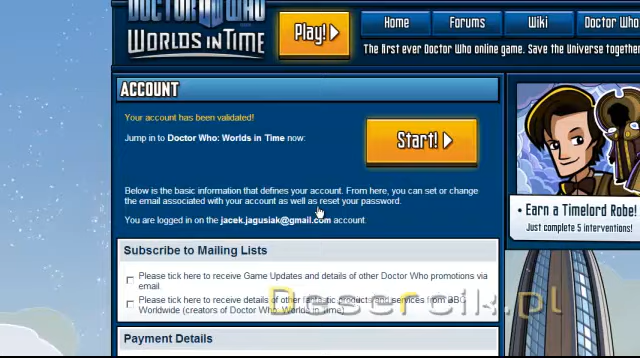 DOCTOR WHO
WORLDS IN TIME
Play!
Home
Forums
Wiki
Doctor Who
The first ever Doctor Who online game. Save the Universe together
ACCOUNT
Your account has been validated!
Jump in to Doctor Who: Worlds in Time now:
Start!
Below is the basic information that defines your account. From here, you can set or change
the email associated with your account as well as reset your password.
You are logged in on the jacek.jagusiak@gmail.com account.
• Earn a Timelord Robe!
Just complete 5 interventions!
Subscribe to Mailing Lists
Please tick here to receive Game Updates and details of other Doctor Who promotions via
email
Please tick here to receive details of other fantastic products and services from BBC
Worldwide (creators of Doctor Who: Worlds in Time)
Desersik.pl
Payment Details